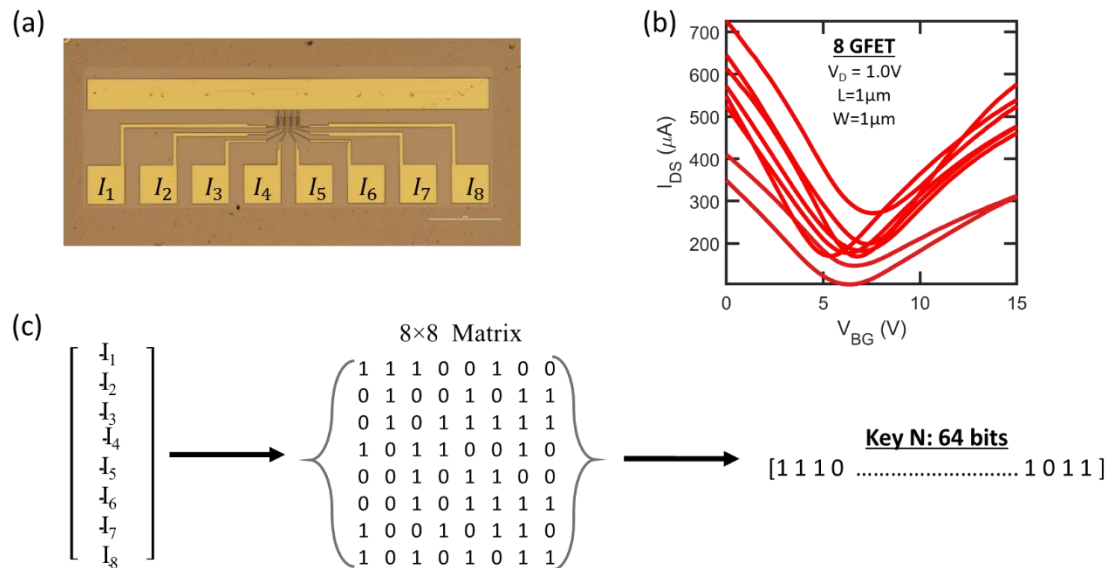 (a)
I1 I2 I3 I4 I5 I6 I7 I8
(b)
700
600
500
400
300
200
IDS (μA)
8 GFET
VD = 1.0V
L=1μm
W=1μm
0 5 10 15
VBG (V)
(c)
I1
I2
I3
I4
I5
I6
I7
I8
8×8 Matrix
1 1 1 0 0 1 0 0
0 1 0 0 1 0 1 1
0 1 0 1 1 1 1 1
1 0 1 1 0 1 0 0
0 0 0 1 0 1 0 0
0 0 1 0 1 1 1 1
1 0 0 1 0 1 1 0
1 0 1 0 1 0 1 1
Key N: 64 bits
[1 1 1 0 ............................ 1 0 1 1 ]